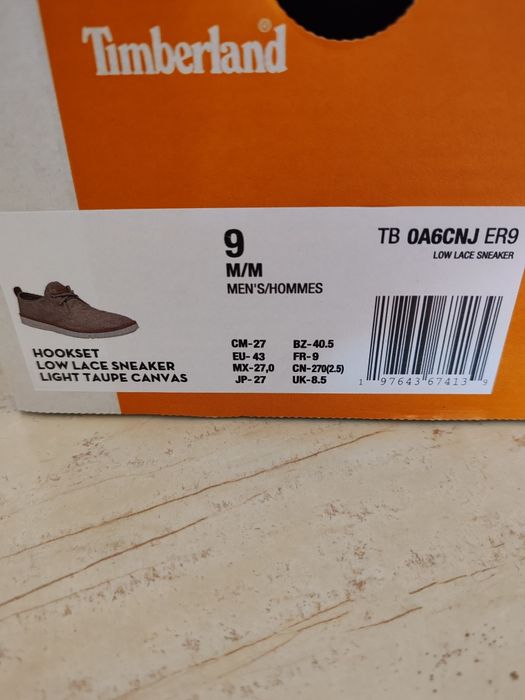 Timberland®
9
M/M
MEN'S/HOMMES
TB 0A6CNJ ER9
LOW LACE SNEAKER
HOOKSET
LOW LACE SNEAKER
LIGHT TAUPE CANVAS
CM-27 BZ-40.5
EU- 43 FR-9
MX-27,0 CN-270(2.5)
JP- 27 UK-8.5
1 97643 67413 9